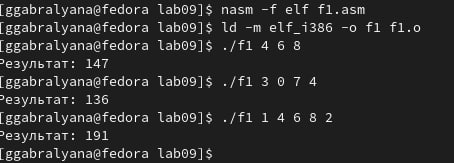 [ggabralyana@fedora lab09]$ nasm -f elf f1.asm
[ggabralyana@fedora lab09]$ ld -m elf_i386 -o f1 f1.o
[ggabralyana@fedora lab09]$ ./f1 4 6 8
Результат: 147
[ggabralyana@fedora lab09]$ ./f1 3 0 7 4
Результат: 136
[ggabralyana@fedora lab09]$ ./f1 1 4 6 8 2
Результат: 191
[ggabralyana@fedora lab09]$